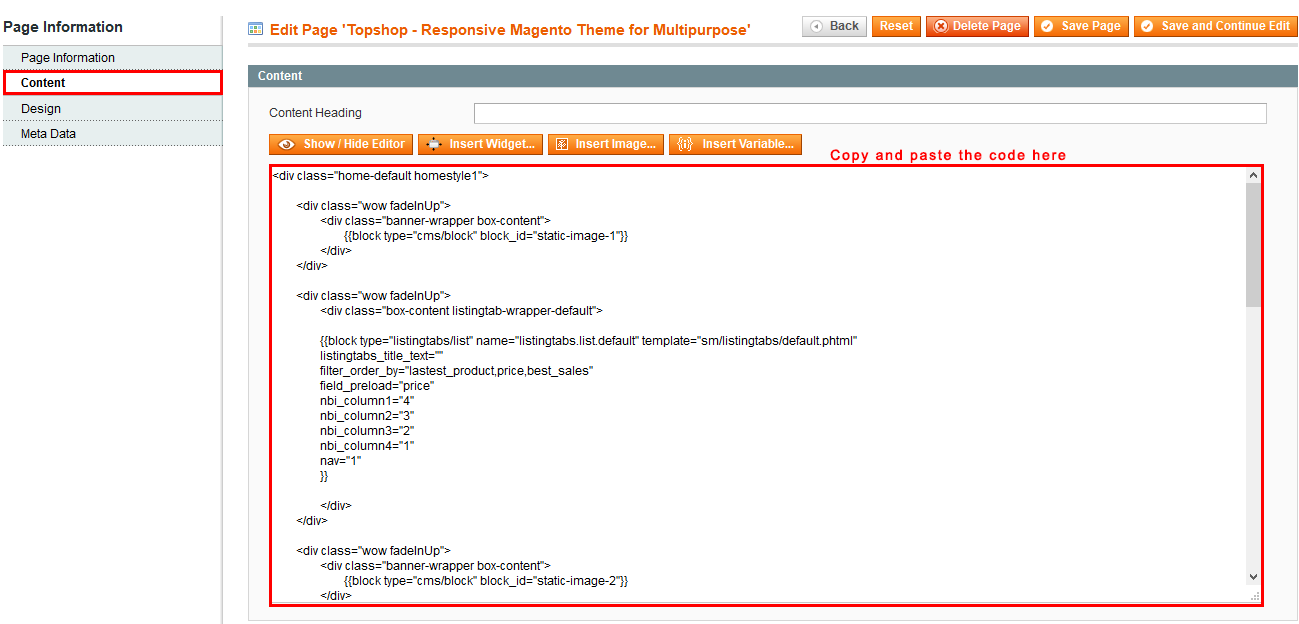 Page Information
Page Information
Content
Design
Meta Data
Edit Page 'Topshop - Responsive Magento Theme for Multipurpose'
Back
Reset
Delete Page
Save Page
Save and Continue Edit
Content
Content Heading
Show / Hide Editor
Insert Widget...
Insert Image...
Insert Variable...
Copy and paste the code here
<div class="home-default homestyle1">
<div class="wow fadeInUp">
<div class="banner-wrapper box-content">
{{block type="cms/block" block_id="static-image-1"}}
</div>
</div>
<div class="wow fadeInUp">
<div class="box-content listingtab-wrapper-default">
{{block type="listingtabs/list" name="listingtabs.list.default" template="sm/listingtabs/default.phtml"
listingtabs_title_text=""
filter_order_by="lastest_product,price,best_sales"
field_preload="price"
nbi_column1="4"
nbi_column2="3"
nbi_column3="2"
nbi_column4="1"
nav="1"
}}
</div>
</div>
<div class="wow fadeInUp">
<div class="banner-wrapper box-content">
{{block type="cms/block" block_id="static-image-2"}}
</div>